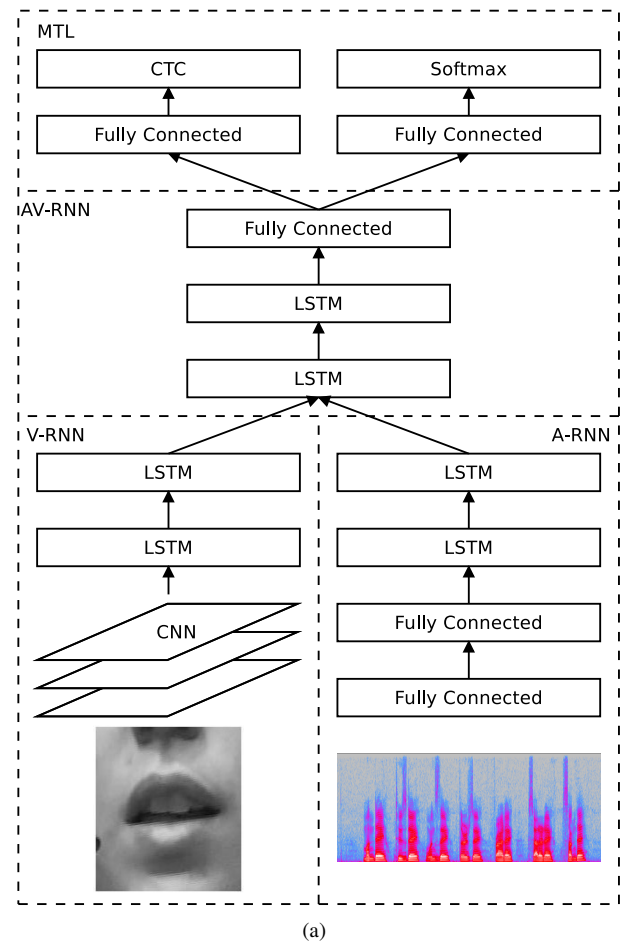 MTL
CTC
Softmax
Fully Connected
Fully Connected
AV-RNN
Fully Connected
LSTM
LSTM
V-RNN
A-RNN
LSTM
LSTM
LSTM
LSTM
CNN
Fully Connected
Fully Connected
(a)